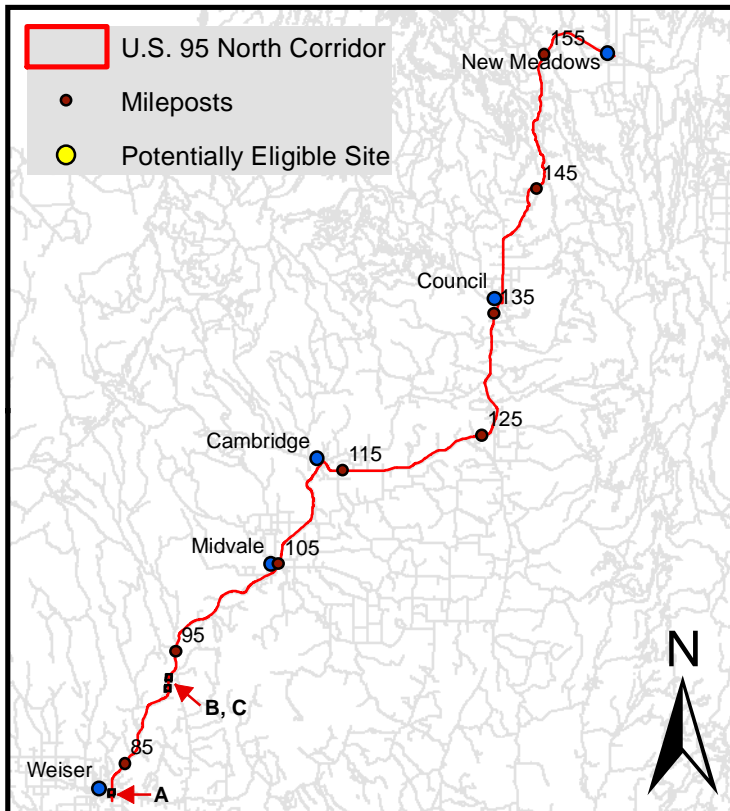 U.S. 95 North Corridor
Mileposts
Potentially Eligible Site
155
New Meadows
145
Council
135
125
Cambridge
115
Midvale
105
95
B, C
85
Weiser
A
N